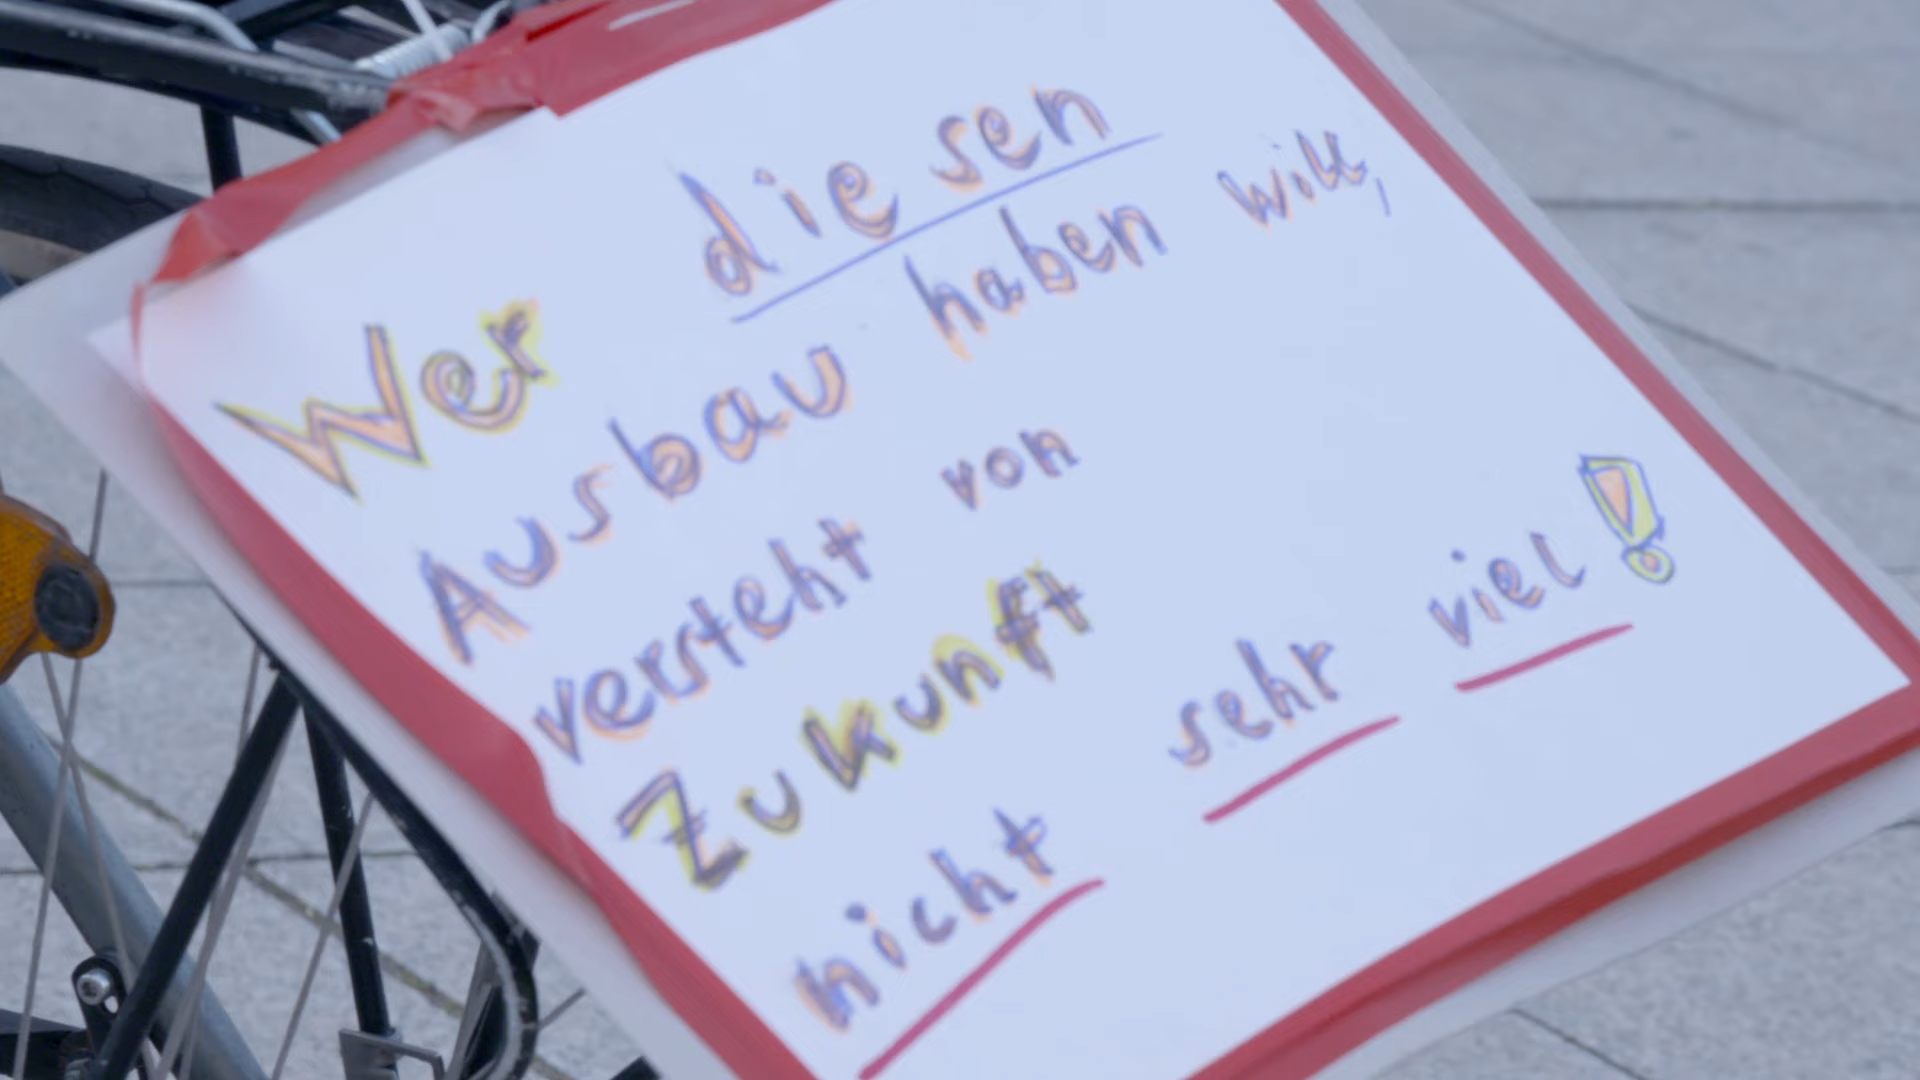 Wer diesen
Ausbau haben will,
versteht von
Zukunft
nicht sehr viel!